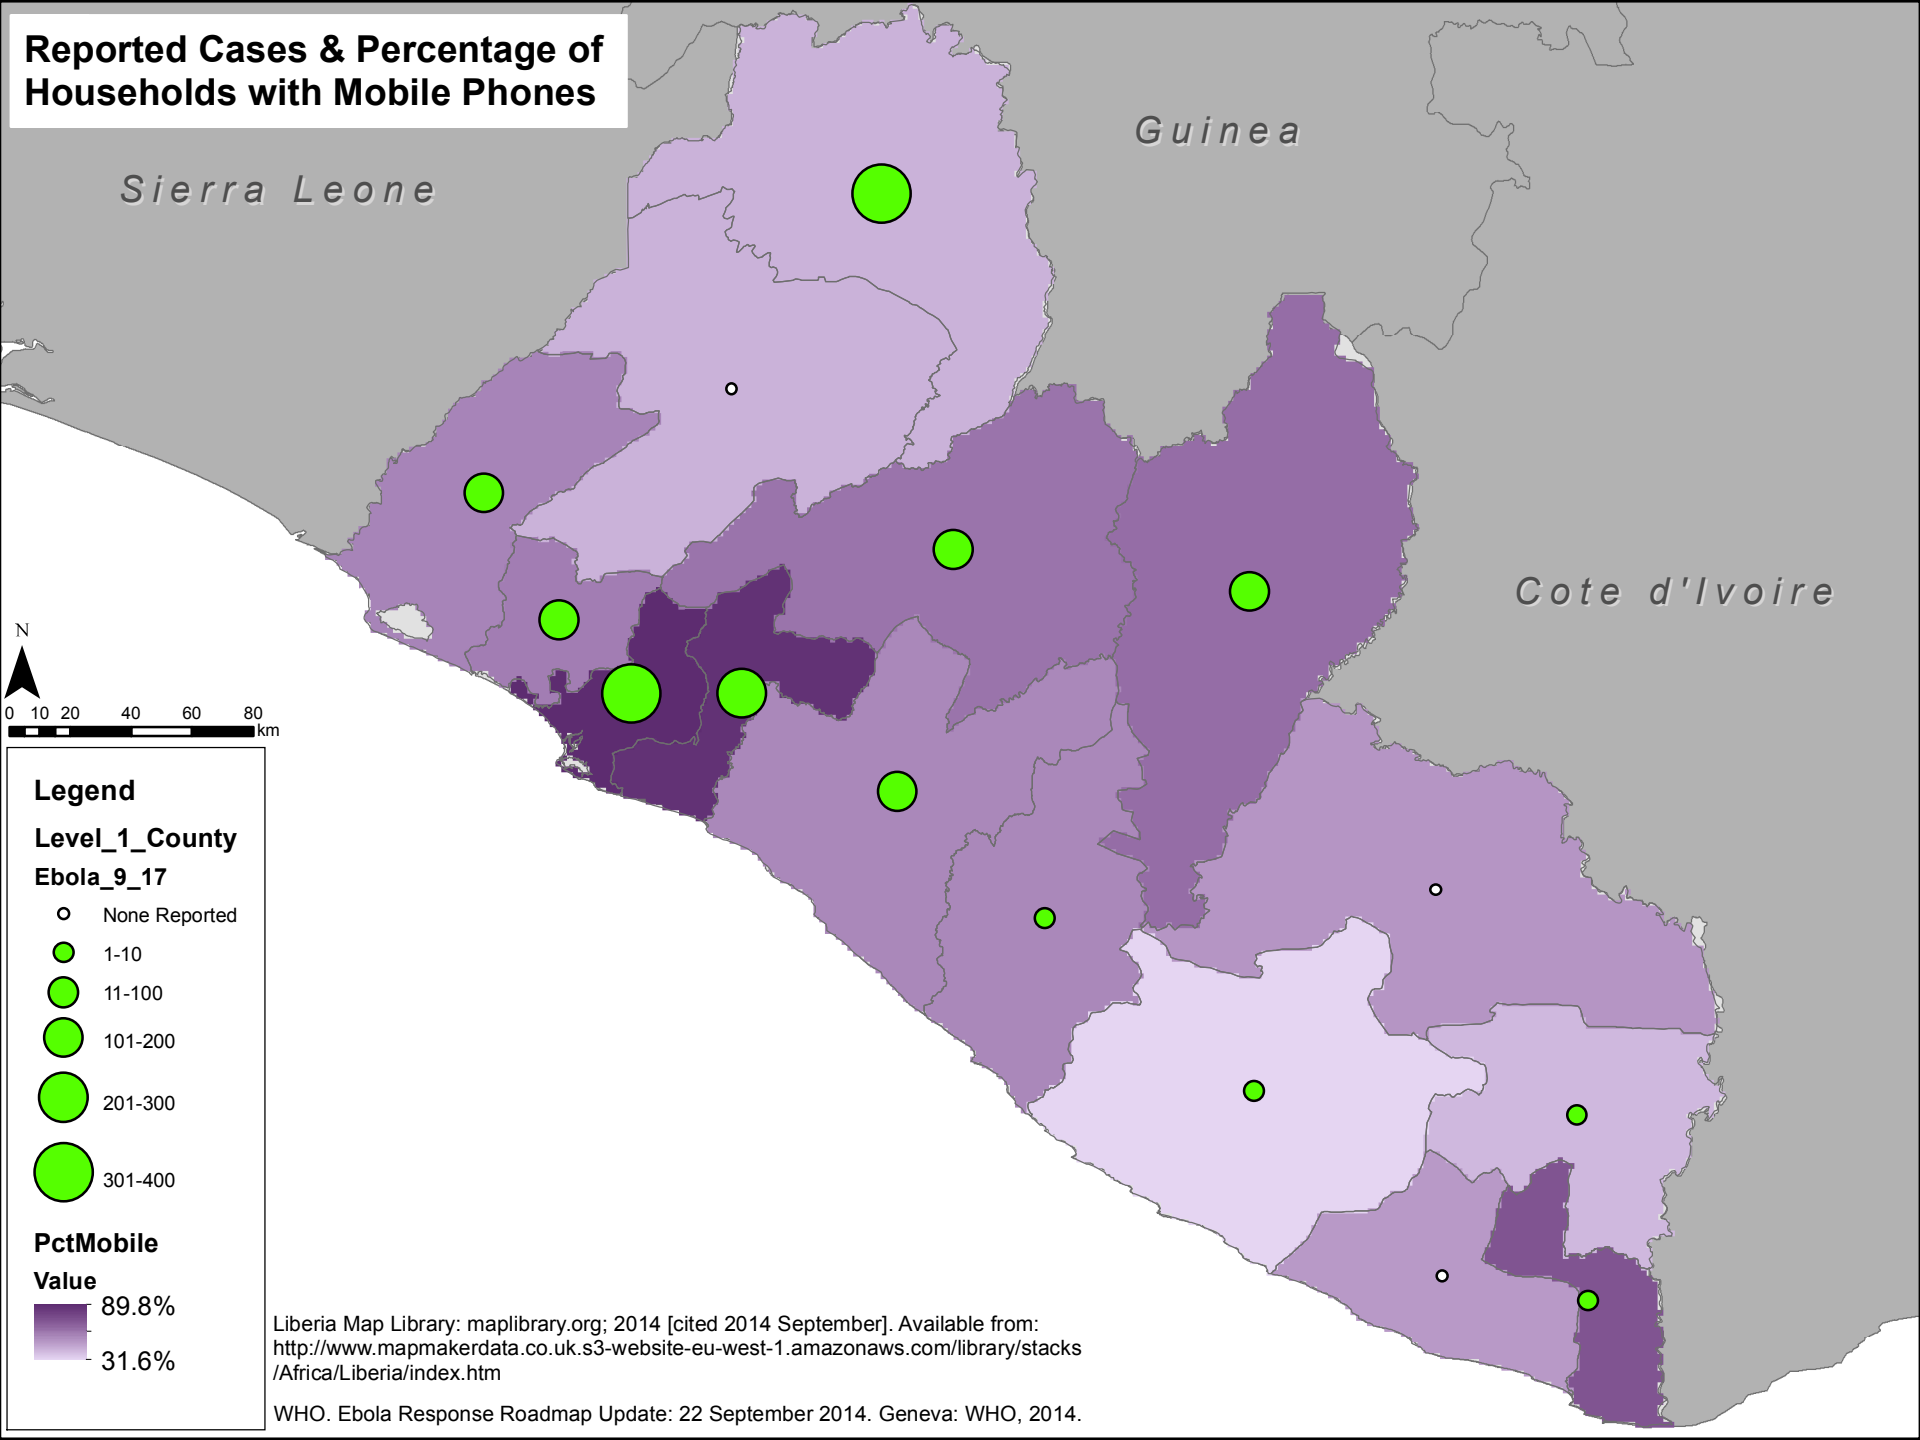 Reported Cases & Percentage of
Households with Mobile Phones
Guinea
Sierra Leone
Cote d'Ivoire
N
0 10 20 40 60 80
km
Legend
Level_1_County
Ebola_9_17
None Reported
1-10
11-100
101-200
201-300
301-400
PctMobile
Value
89.8%
31.6%
Liberia Map Library: maplibrary.org; 2014 [cited 2014 September]. Available from:
http://www.mapmakerdata.co.uk.s3-website-eu-west-1.amazonaws.com/library/stacks
/Africa/Liberia/index.htm
WHO. Ebola Response Roadmap Update: 22 September 2014. Geneva: WHO, 2014.